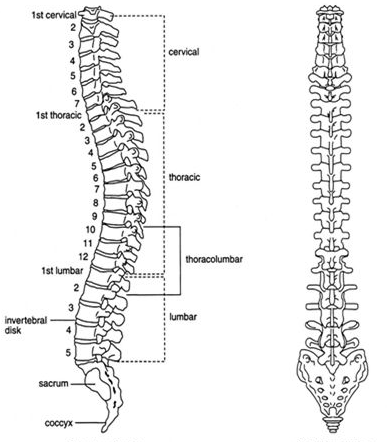 1st cervical
2
3
4
5
6
7
cervical
1st thoracic
2
3
4
5
6
7
8
9
10
11
12
thoracic
thoracolumbar
1st lumbar
2
3
invertebral
disk
4
5
lumbar
sacrum
coccyx